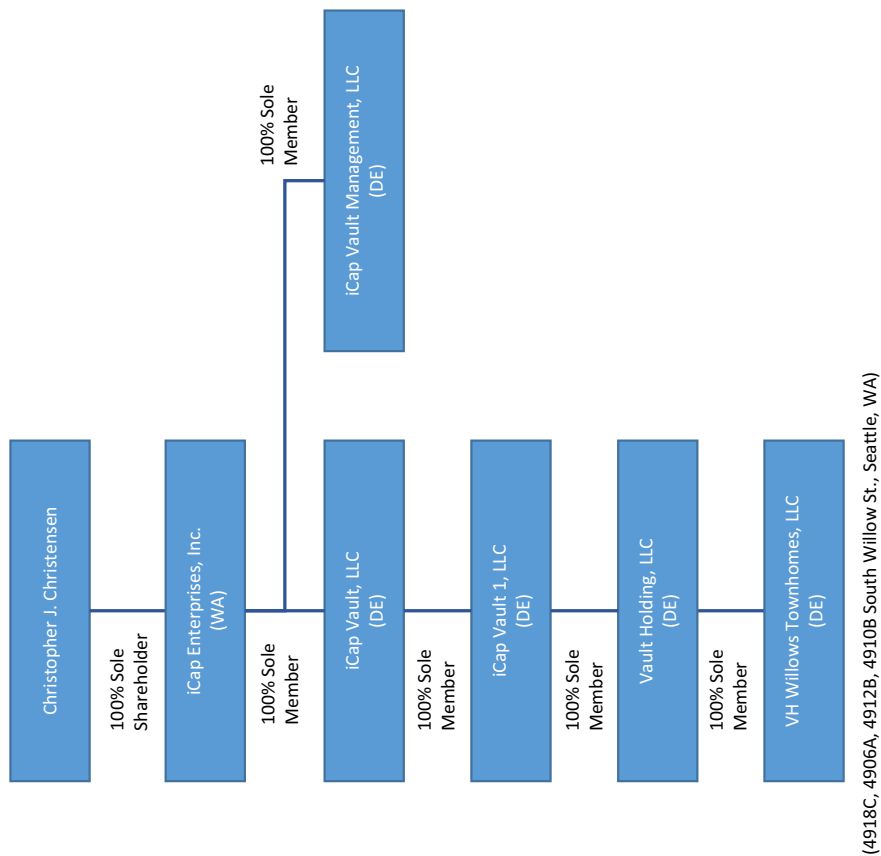 Christopher J. Christensen
100% Sole
Shareholder
iCap Enterprises, Inc.
(WA)
100% Sole
Member
100% Sole
Member
iCap Vault, LLC
(DE)
iCap Vault Management, LLC
(DE)
100% Sole
Member
iCap Vault 1, LLC
(DE)
100% Sole
Member
Vault Holding, LLC
(DE)
100% Sole
Member
VH Willows Townhomes, LLC
(DE)
(4918C, 4906A, 4912B, 4910B South Willow St., Seattle, WA)